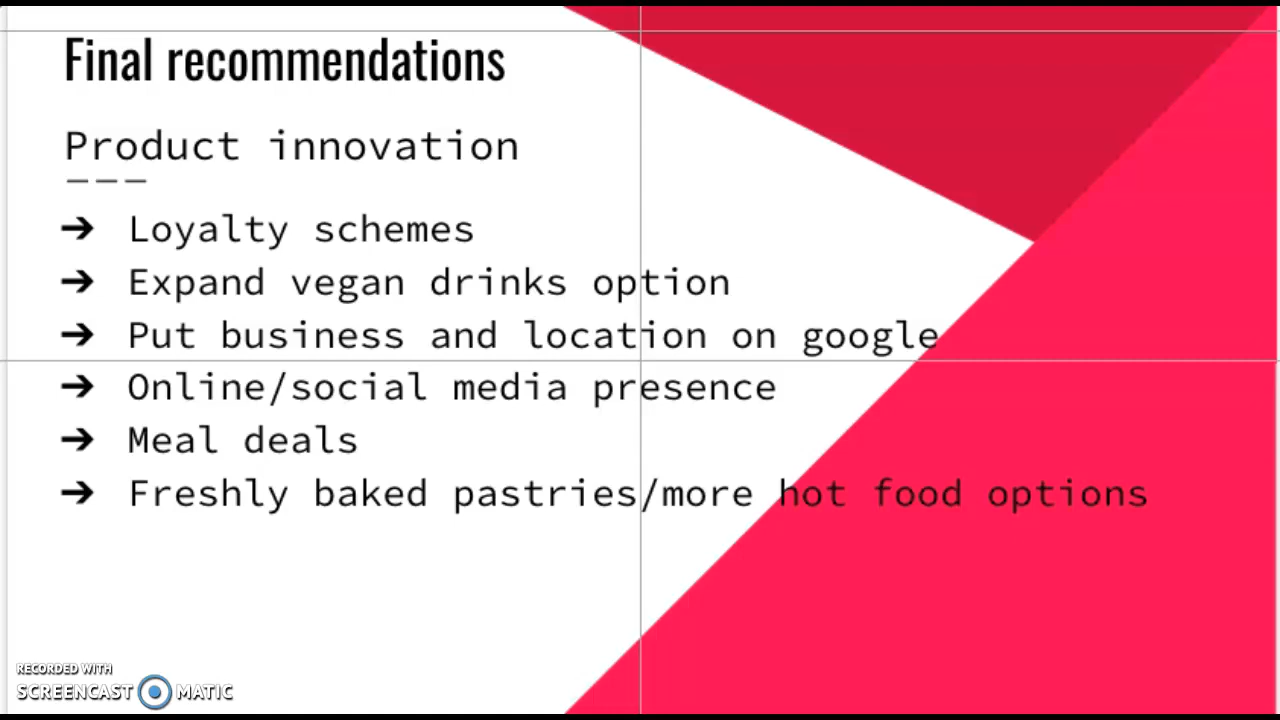 Final recommendations
Product innovation
———
➔ Loyalty schemes
➔ Expand vegan drinks option
➔ Put business and location on google
➔ Online/social media presence
➔ Meal deals
➔ Freshly baked pastries/more hot food options
RECORDED WITH
SCREENCAST MATIC